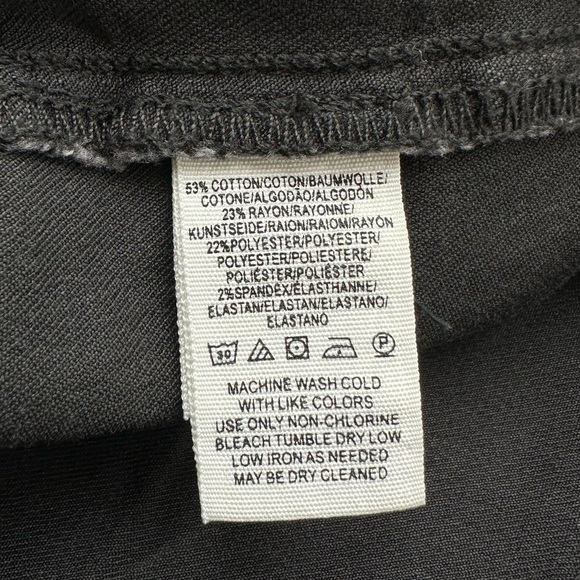 53% COTTON/COTON/BAUMWOLLE/
COTONE/ALGODÃO/ALGODÓN
23% RAYON/RAYONNE/
KUNSTSEIDE/RAION/RAIOM/RAYÓN
22%POLYESTER/POLYESTER/
POLYESTER/POLIESTERE/
POLIÉSTER/POLIÉSTER
2%SPANDEX/ÉLASTHANNE/
ELASTAN/ELASTAN/ELASTANO/
ELASTANO
30 P
MACHINE WASH COLD
WITH LIKE COLORS
USE ONLY NON-CHLORINE
BLEACH TUMBLE DRY LOW
LOW IRON AS NEEDED
MAY BE DRY CLEANED